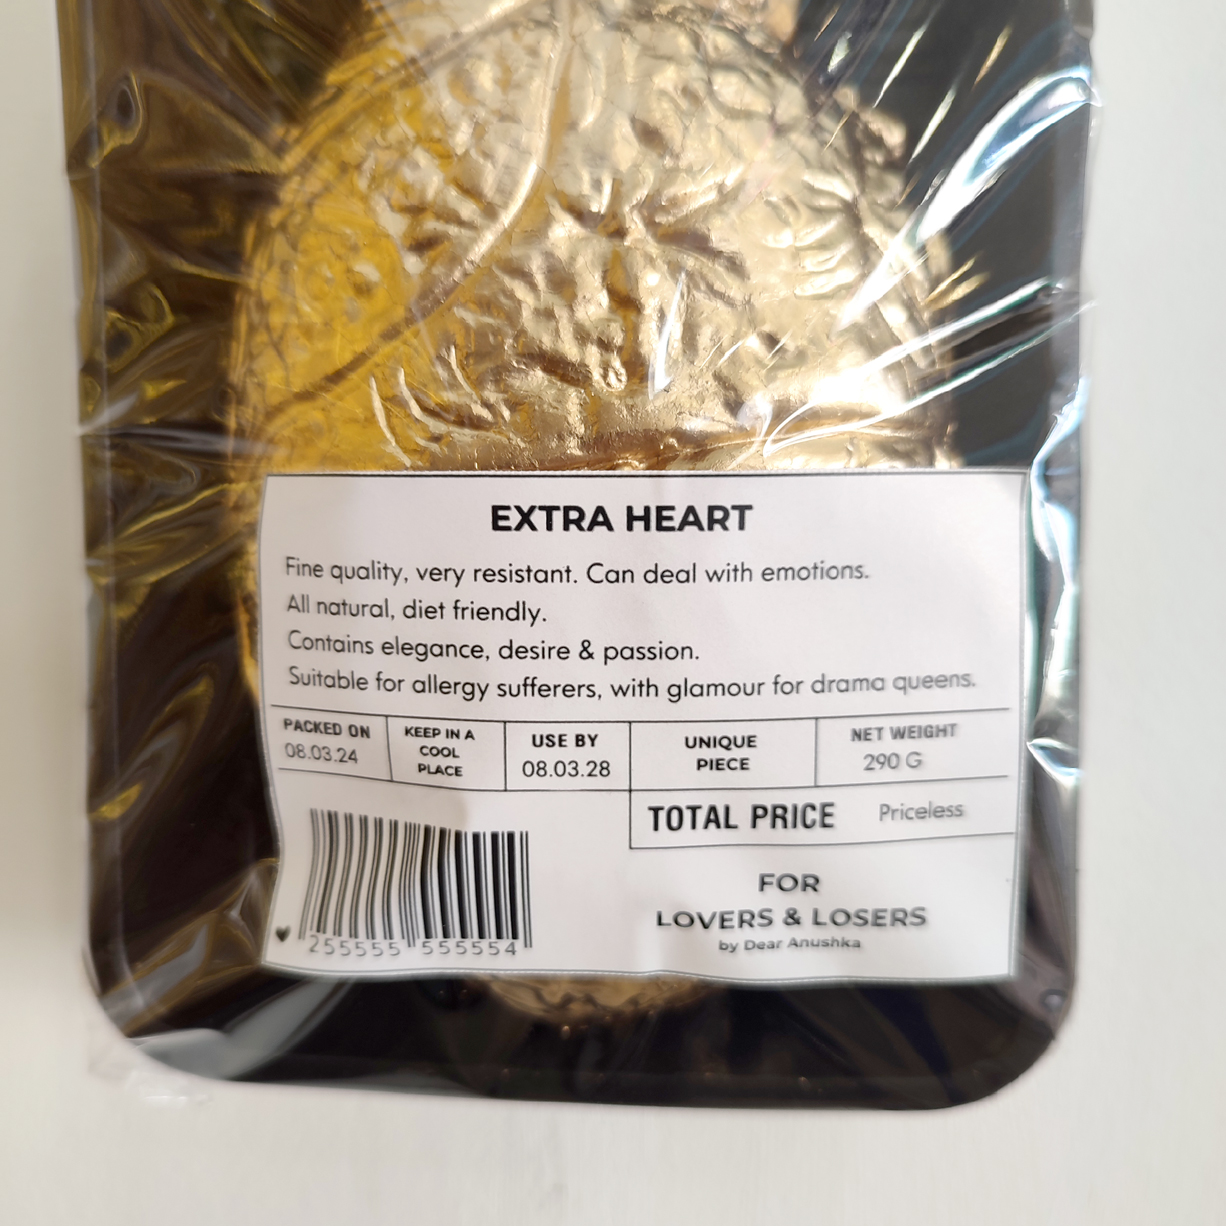 EXTRA HEART
Fine quality, very resistant. Can deal with emotions.
All natural, diet friendly.
Contains elegance, desire & passion.
Suitable for allergy sufferers, with glamour for drama queens.
PACKED ON
08.03.24
KEEP IN A
COOL
PLACE
USE BY
08.03.28
UNIQUE
PIECE
NET WEIGHT
290 G
TOTAL PRICE Priceless
255555 555554
FOR
LOVERS & LOSERS
by Dear Anushka